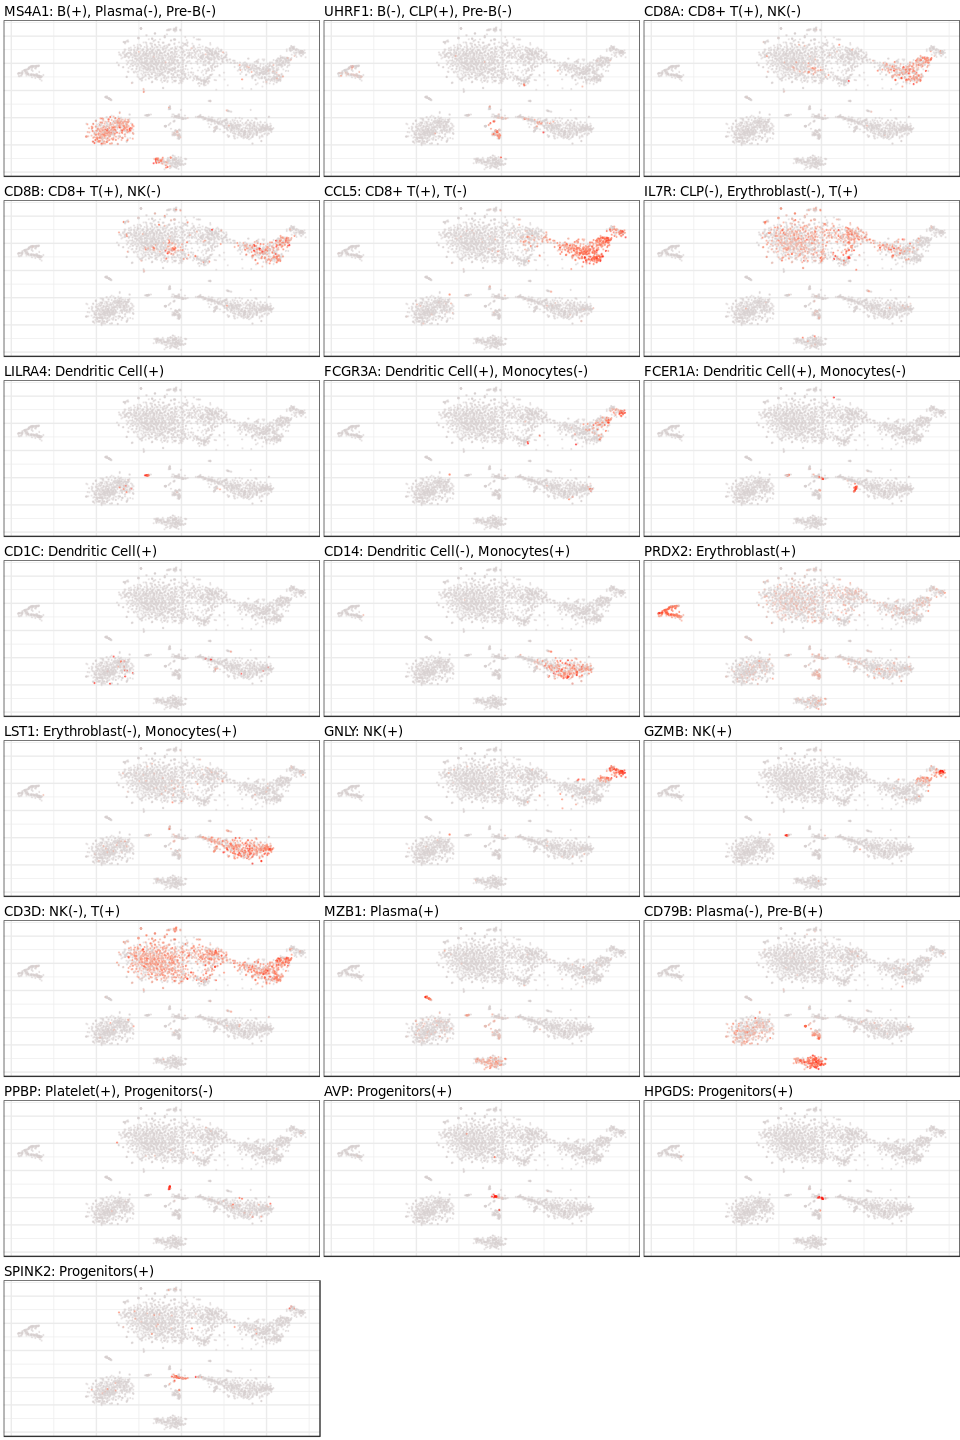 MS4A1: B(+), Plasma(-), Pre-B(-)
UHRF1: B(-), CLP(+), Pre-B(-)
CD8A: CD8+ T(+), NK(-)
CD8B: CD8+ T(+), NK(-)
CCL5: CD8+ T(+), T(-)
IL7R: CLP(-), Erythroblast(-), T(+)
LILRA4: Dendritic Cell(+)
FCGR3A: Dendritic Cell(+), Monocytes(-)
FCER1A: Dendritic Cell(+), Monocytes(-)
CD1C: Dendritic Cell(+)
CD14: Dendritic Cell(-), Monocytes(+)
PRDX2: Erythroblast(+)
LST1: Erythroblast(-), Monocytes(+)
GNLY: NK(+)
GZMB: NK(+)
CD3D: NK(-), T(+)
MZB1: Plasma(+)
CD79B: Plasma(-), Pre-B(+)
PPBP: Platelet(+), Progenitors(-)
AVP: Progenitors(+)
HPGDS: Progenitors(+)
SPINK2: Progenitors(+)